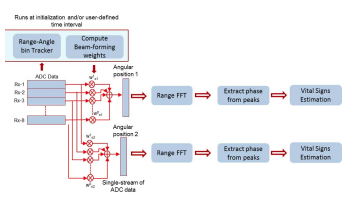 Runs at initialization and/or user-defined
time interval
Range-Angle
bin Tracker
Compute
Beam-forming
weights
ADC Data
Rx-1
Rx-2
Rx-3
Rx-8
Angular
position 1
Range FFT
Extract phase
from peaks
Vital Signs
Estimation
Angular
position 2
Range FFT
Extract phase
from peaks
Vital Signs
Estimation
Single-stream of
ADC data